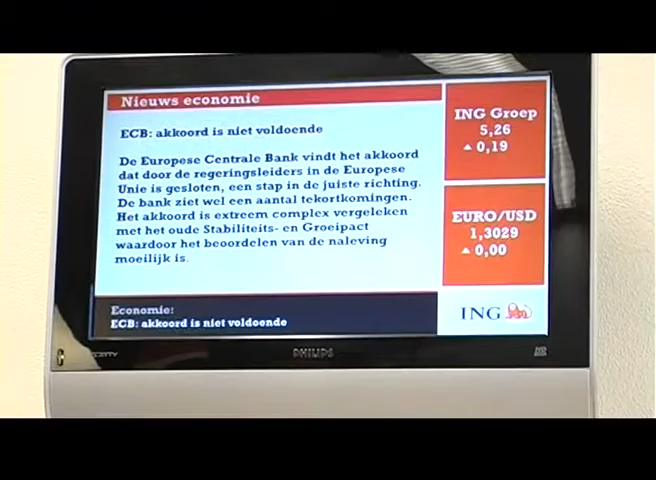 Nieuws economie
ECB: akkoord is niet voldoende
De Europese Centrale Bank vindt het akkoord
dat door de regeringsleiders in de Europese
Unie is gesloten, een stap in de juiste richting.
De bank ziet wel een aantal tekortkomingen.
Het akkoord is extreem complex vergeleken
met het oude Stabiliteits- en Groeipact
waardoor het beoordelen van de naleving
moeilijk is.
ING Groep
5,26
▲ 0,19
EURO/USD
1,3029
▲ 0,00
Economie:
ECB: akkoord is niet voldoende
ING
PHILIPS